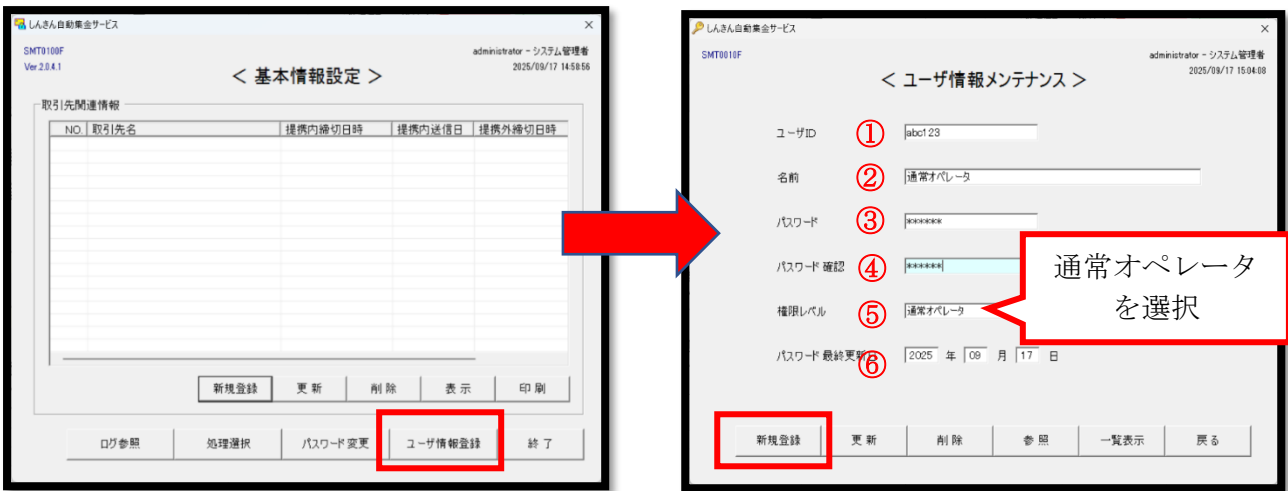 しんきん自動集金サービス
SMT0100F
Ver.2.0.4.1
administrator - システム管理者
2025/09/17 14:58:56
< 基本情報設定 >
取引先関連情報
NO. 取引先名 提携内締切日時 提携内送信日 提携外締切日時
新規登録 更新 削除 表示 印刷
ログ参照 処理選択 パスワード変更 ユーザ情報登録 終了
しんきん自動集金サービス
SMT0010F
administrator - システム管理者
2025/09/17 15:04:08
< ユーザ情報メンテナンス >
ユーザID ① abc123
名前 ② 通常オペレータ
パスワード ③ ******
パスワード確認 ④ ******
権限レベル ⑤ 通常オペレータ
通常オペレータ
を選択
パスワード最終更新日 ⑥ 2025 年 09 月 17 日
新規登録 更新 削除 参照 一覧表示 戻る